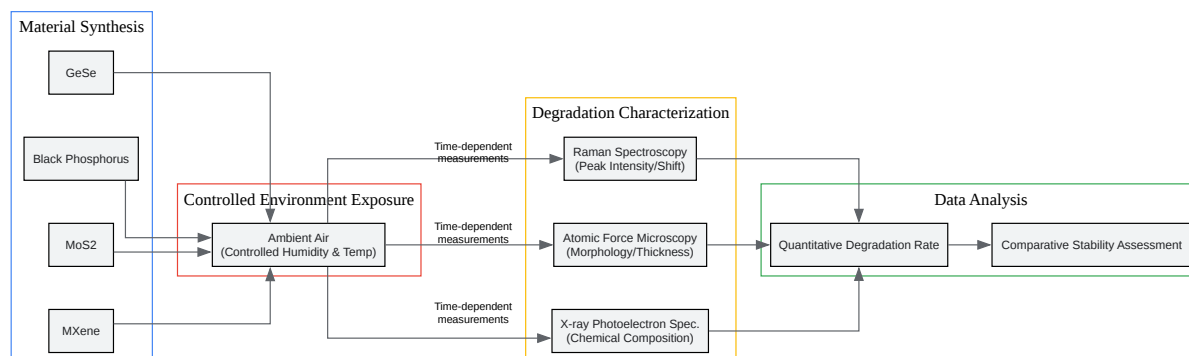 Material Synthesis
GeSe
Black Phosphorus
MoS2
MXene
Controlled Environment Exposure
Ambient Air
(Controlled Humidity & Temp)
Time-dependent
measurements
Time-dependent
measurements
Time-dependent
measurements
Degradation Characterization
Raman Spectroscopy
(Peak Intensity/Shift)
Atomic Force Microscopy
(Morphology/Thickness)
X-ray Photoelectron Spec.
(Chemical Composition)
Data Analysis
Quantitative Degradation Rate
Comparative Stability Assessment